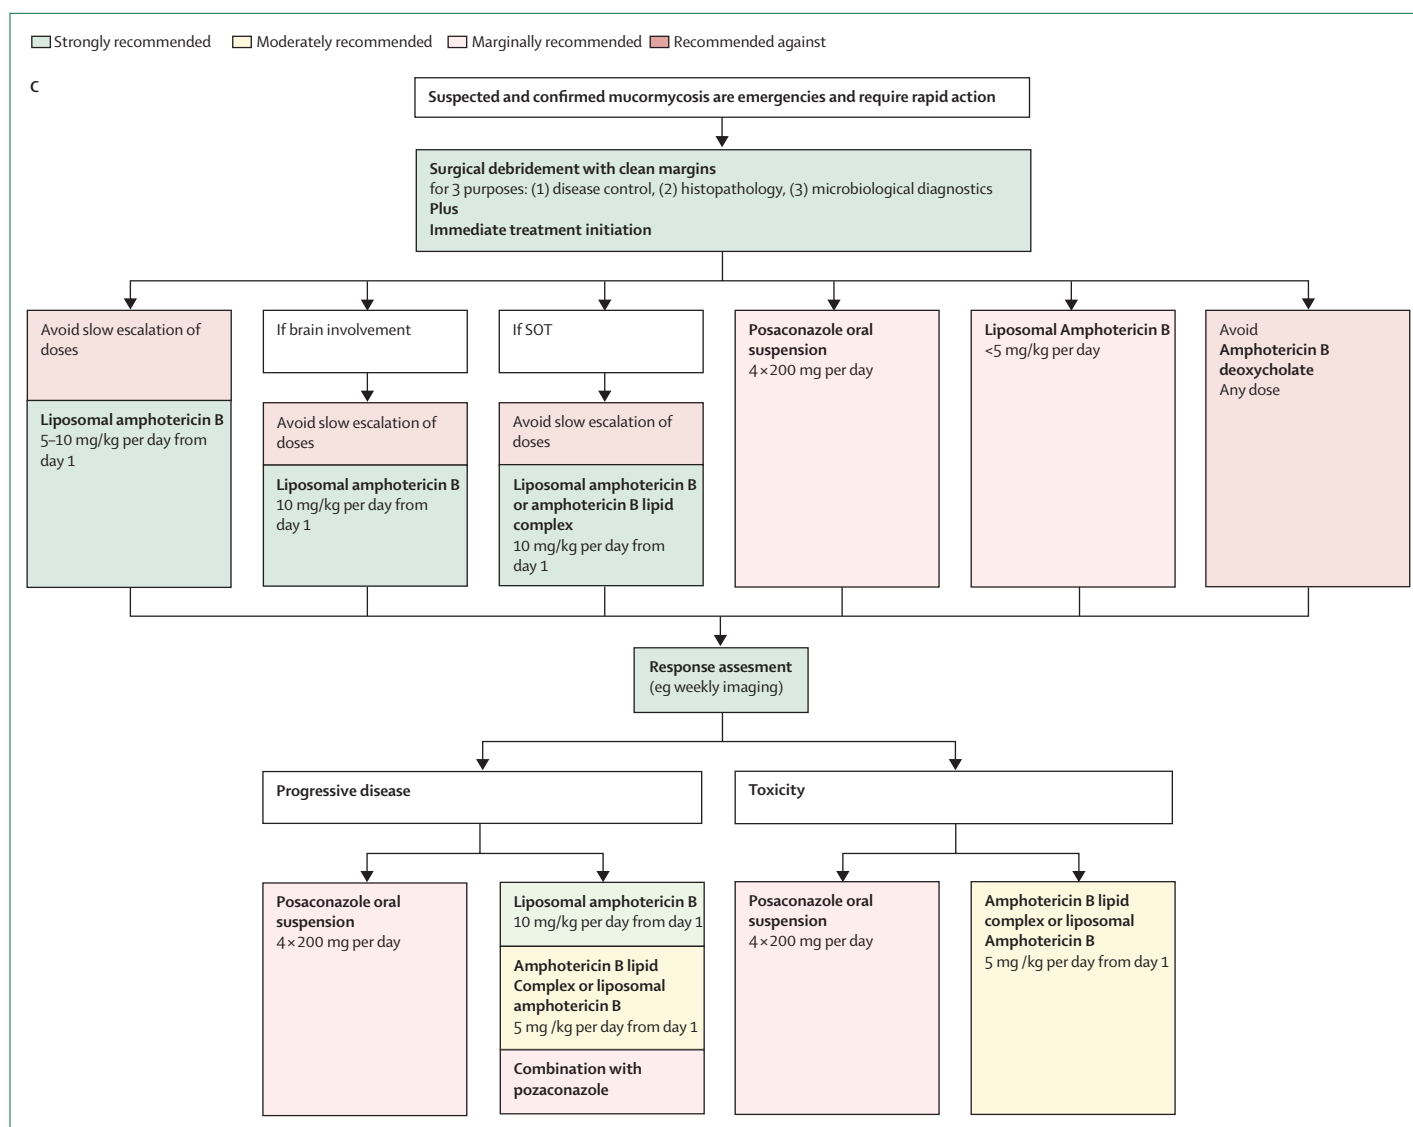 Strongly recommended Moderately recommended Marginally recommended Recommended against
C
Suspected and confirmed mucormycosis are emergencies and require rapid action
Surgical debridement with clean margins
for 3 purposes: (1) disease control, (2) histopathology, (3) microbiological diagnostics
Plus
Immediate treatment initiation
Avoid slow escalation of
doses
Liposomal amphotericin B
5–10 mg/kg per day from
day 1
If brain involvement
Avoid slow escalation of
doses
Liposomal amphotericin B
10 mg/kg per day from
day 1
If SOT
Avoid slow escalation of
doses
Liposomal amphotericin B
or amphotericin B lipid
complex
10 mg/kg per day from
day 1
Posaconazole oral
suspension
4 × 200 mg per day
Liposomal Amphotericin B
<5 mg/kg per day
Avoid
Amphotericin B
deoxycholate
Any dose
Response assesment
(eg weekly imaging)
Progressive disease
Toxicity
Posaconazole oral
suspension
4 × 200 mg per day
Liposomal amphotericin B
10 mg/kg per day from day 1
Amphotericin B lipid
Complex or liposomal
amphotericin B
5 mg /kg per day from day 1
Combination with
pozaconazole
Posaconazole oral
suspension
4 × 200 mg per day
Amphotericin B lipid
complex or liposomal
Amphotericin B
5 mg /kg per day from day 1